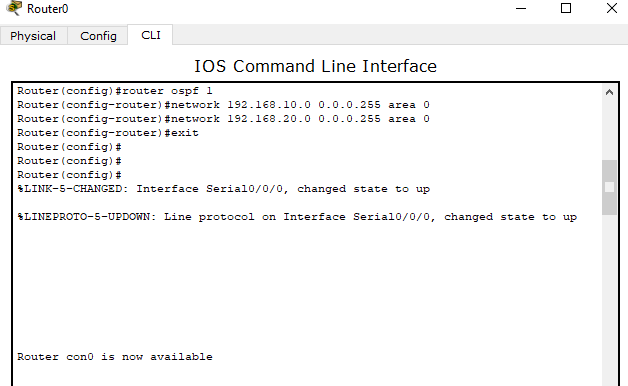 Router0
Physical Config CLI
IOS Command Line Interface
Router(config)#router ospf 1
Router(config-router)#network 192.168.10.0 0.0.0.255 area 0
Router(config-router)#network 192.168.20.0 0.0.0.255 area 0
Router(config-router)#exit
Router(config)#
Router(config)#
Router(config)#
%LINK-5-CHANGED: Interface Serial0/0/0, changed state to up
%LINEPROTO-5-UPDOWN: Line protocol on Interface Serial0/0/0, changed state to up
Router con0 is now available